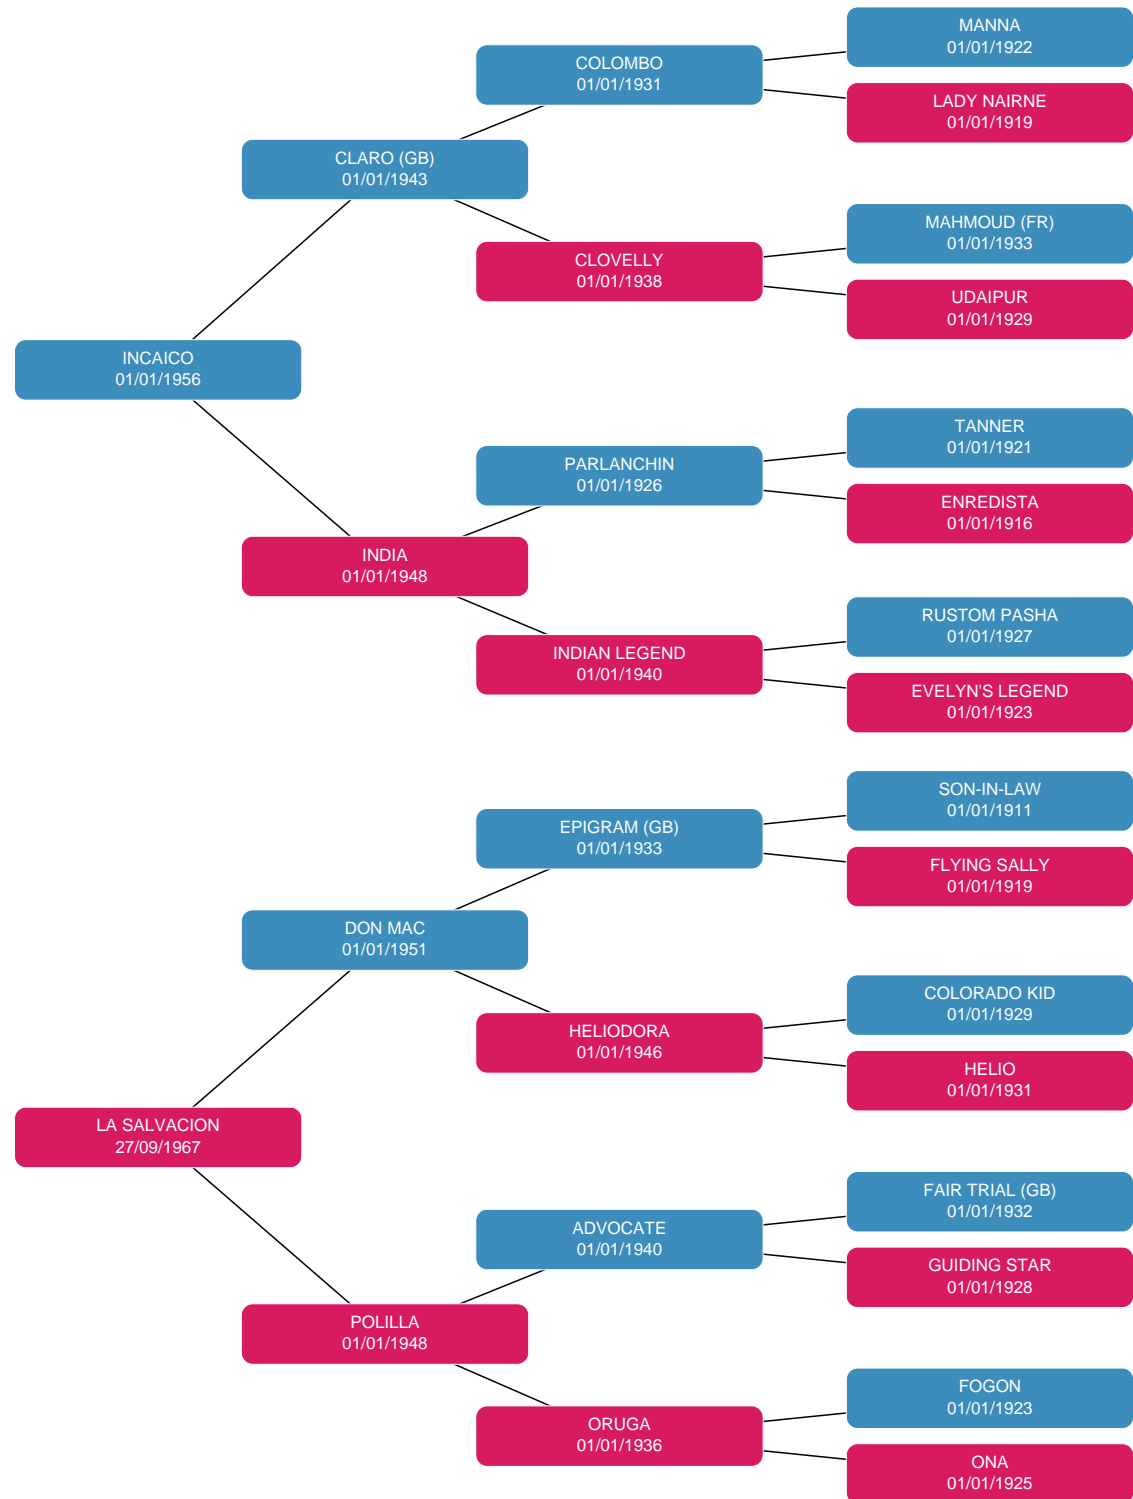 MANNA
01/01/1922
COLOMBO
01/01/1931
LADY NAIRNE
01/01/1919
CLARO (GB)
01/01/1943
MAHMOUD (FR)
01/01/1933
CLOVELLY
01/01/1938
UDAIPUR
01/01/1929
INCAICO
01/01/1956
TANNER
01/01/1921
PARLANCHIN
01/01/1926
ENREDISTA
01/01/1916
INDIA
01/01/1948
RUSTOM PASHA
01/01/1927
INDIAN LEGEND
01/01/1940
EVELYN'S LEGEND
01/01/1923
SON-IN-LAW
01/01/1911
EPIGRAM (GB)
01/01/1933
FLYING SALLY
01/01/1919
DON MAC
01/01/1951
COLORADO KID
01/01/1929
HELIODORA
01/01/1946
HELIO
01/01/1931
LA SALVACION
27/09/1967
FAIR TRIAL (GB)
01/01/1932
ADVOCATE
01/01/1940
GUIDING STAR
01/01/1928
POLILLA
01/01/1948
FOGON
01/01/1923
ORUGA
01/01/1936
ONA
01/01/1925